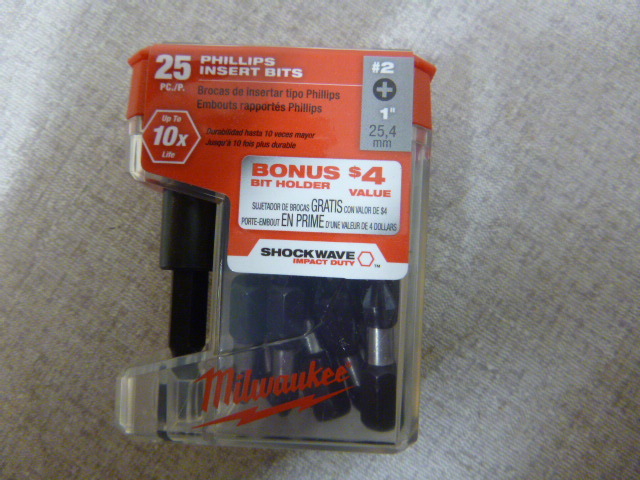 25 PC./P.
PHILLIPS
INSERT BITS
Brocas de insertar tipo Phillips
Embouts rapportés Phillips
#2
1"
25,4
mm
Up To
10x
Life
Durabilidad hasta 10 veces mayor
Jusqu'à 10 fois plus durable
BONUS $4
BIT HOLDER VALUE
SUJETADOR DE BROCAS GRATIS CON VALOR DE $4
PORTE-EMBOUT EN PRIME D'UNE VALEUR DE 4 DOLLARS
SHOCKWAVE
IMPACT DUTY™
Milwaukee